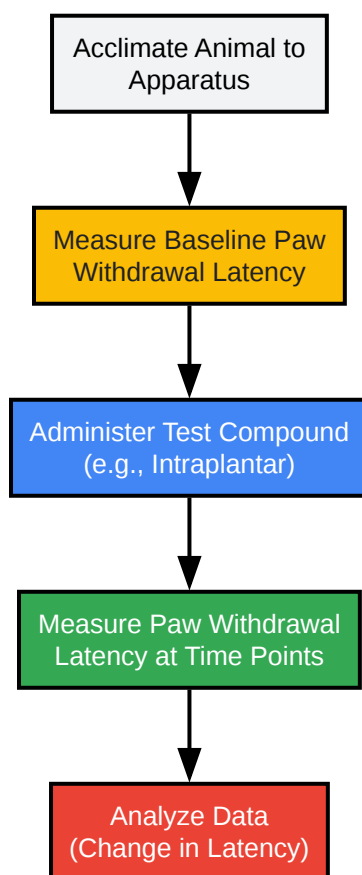 Acclimate Animal to
Apparatus
Measure Baseline Paw
Withdrawal Latency
Administer Test Compound
(e.g., Intraplantar)
Measure Paw Withdrawal
Latency at Time Points
Analyze Data
(Change in Latency)